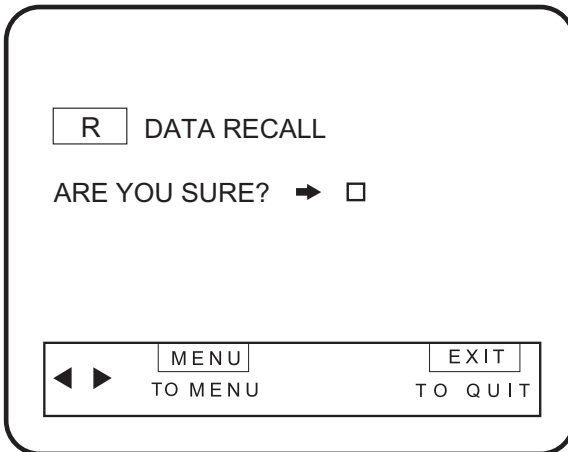 R DATA RECALL
ARE YOU SURE? ➡ □
MENU EXIT
◀ ▶ TO MENU TO QUIT